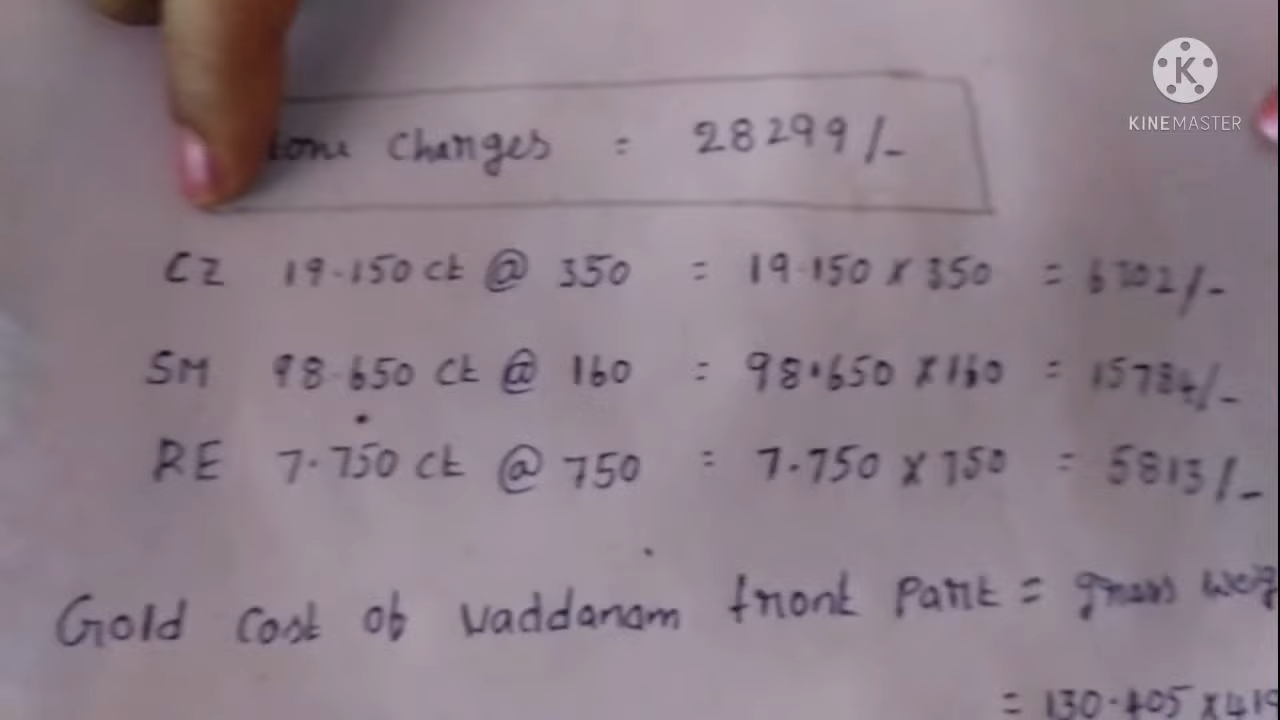 KINEMASTER
Changes = 28299/-
CZ 19.150 ct @ 350 = 19.150 x 350 = 6702/-
SM 98.650 ct @ 160 = 98.650 x 160 = 15784/-
RE 7.750 ct @ 750 = 7.750 x 750 = 5813/-
Gold Cost of vaddanam front part = gross
= 130.405 x